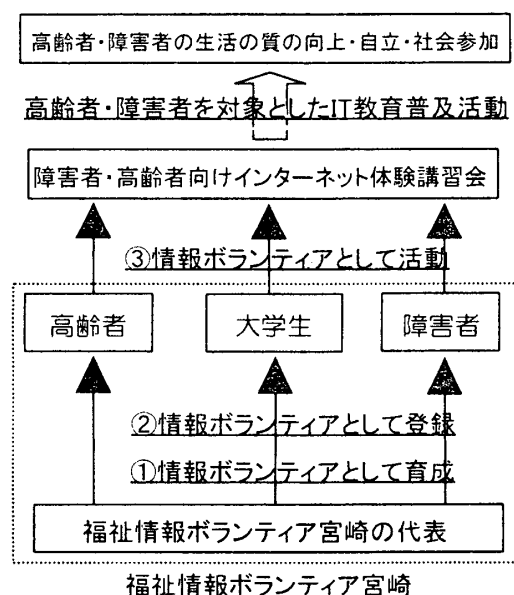 高齢者・障害者の生活の質の向上・自立・社会参加
高齢者・障害者を対象としたIT教育普及活動
障害者・高齢者向けインターネット体験講習会
③情報ボランティアとして活動
高齢者
大学生
障害者
②情報ボランティアとして登録
①情報ボランティアとして育成
福祉情報ボランティア宮崎の代表
福祉情報ボランティア宮崎